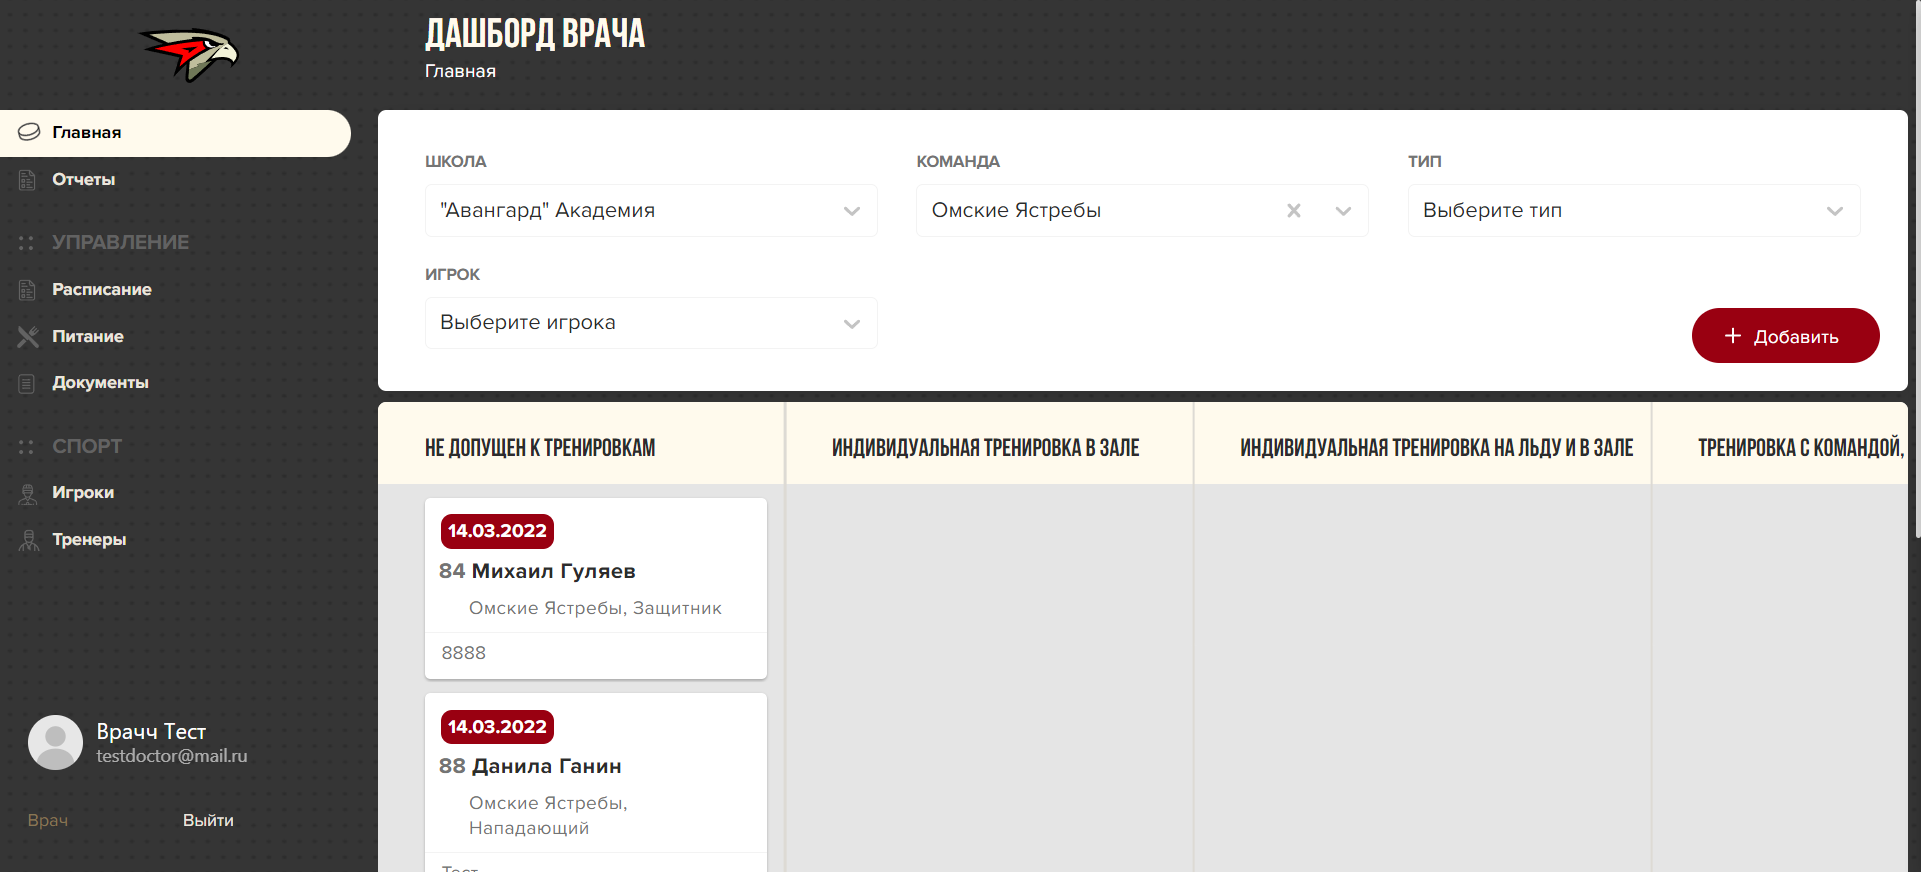 ДАШБОРД ВРАЧА
Главная
Главная
Отчеты
УПРАВЛЕНИЕ
Расписание
Питание
Документы
СПОРТ
Игроки
Тренеры
Врачч Тест
testdoctor@mail.ru
Врач
Выйти
ШКОЛА
"Авангард" Академия
КОМАНДА
Омские Ястребы
ТИП
Выберите тип
ИГРОК
Выберите игрока
Добавить
НЕ ДОПУЩЕН К ТРЕНИРОВКАМ
ИНДИВИДУАЛЬНАЯ ТРЕНИРОВКА В ЗАЛЕ
ИНДИВИДУАЛЬНАЯ ТРЕНИРОВКА НА ЛЬДУ И В ЗАЛЕ
ТРЕНИРОВКА С КОМАНДОЙ,
14.03.2022
84 Михаил Гуляев
Омские Ястребы, Защитник
8888
14.03.2022
88 Данила Ганин
Омские Ястребы,
Нападающий
Тест